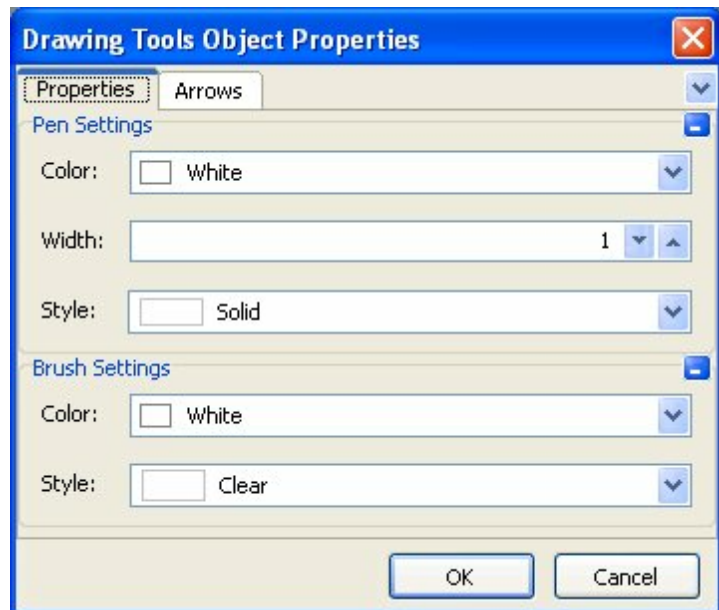 Drawing Tools Object Properties
Properties Arrows
Pen Settings
Color: White
Width: 1
Style: Solid
Brush Settings
Color: White
Style: Clear
OK Cancel